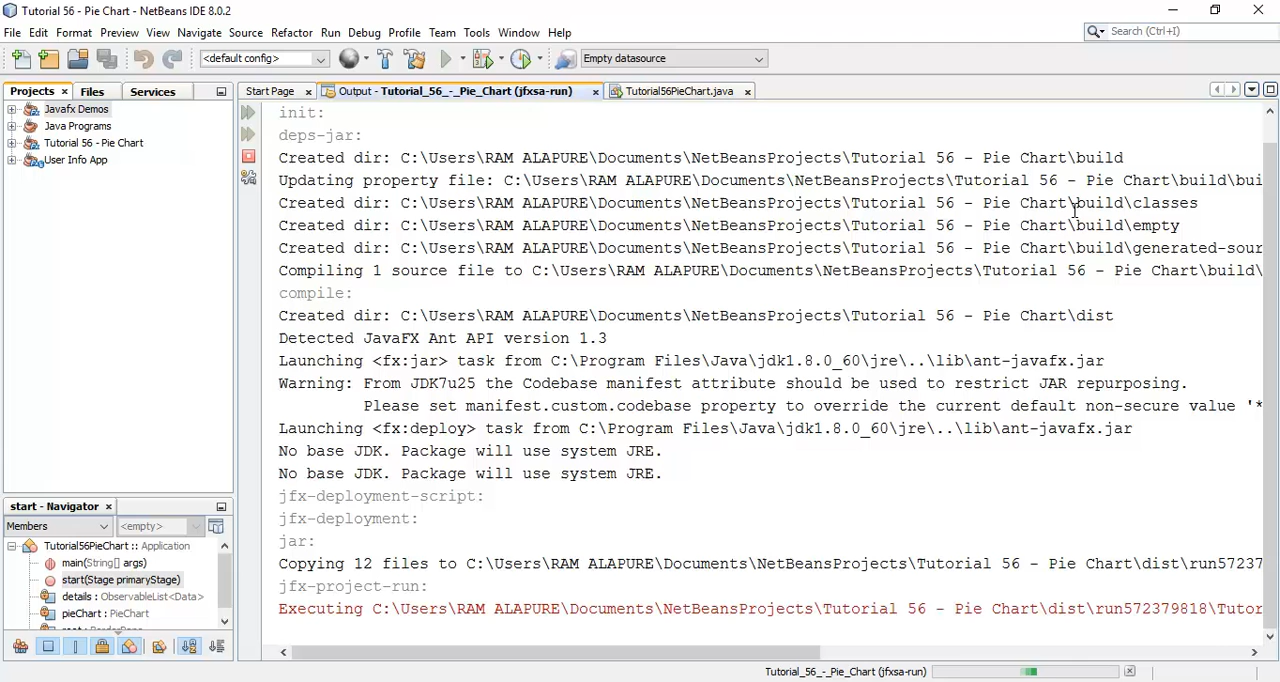 Tutorial 56 - Pie Chart - NetBeans IDE 8.0.2
File Edit Format Preview View Navigate Source Refactor Run Debug Profile Team Tools Window Help
Search (Ctrl+I)
<default config>
Empty datasource
Projects Files Services
Start Page Output - Tutorial_56_-_Pie_Chart (jfxsa-run) Tutorial56PieChart.java
Javafx Demos
Java Programs
Tutorial 56 - Pie Chart
User Info App
init:
deps-jar:
Created dir: C:\Users\RAM ALAPURE\Documents\NetBeansProjects\Tutorial 56 - Pie Chart\build
Updating property file: C:\Users\RAM ALAPURE\Documents\NetBeansProjects\Tutorial 56 - Pie Chart\build\bui
Created dir: C:\Users\RAM ALAPURE\Documents\NetBeansProjects\Tutorial 56 - Pie Chart\build\classes
Created dir: C:\Users\RAM ALAPURE\Documents\NetBeansProjects\Tutorial 56 - Pie Chart\build\empty
Created dir: C:\Users\RAM ALAPURE\Documents\NetBeansProjects\Tutorial 56 - Pie Chart\build\generated-sour
Compiling 1 source file to C:\Users\RAM ALAPURE\Documents\NetBeansProjects\Tutorial 56 - Pie Chart\build\
compile:
Created dir: C:\Users\RAM ALAPURE\Documents\NetBeansProjects\Tutorial 56 - Pie Chart\dist
Detected JavaFX Ant API version 1.3
Launching <fx:jar> task from C:\Program Files\Java\jdk1.8.0_60\jre\..\lib\ant-javafx.jar
Warning: From JDK7u25 the Codebase manifest attribute should be used to restrict JAR repurposing.
Please set manifest.custom.codebase property to override the current default non-secure value '*
Launching <fx:deploy> task from C:\Program Files\Java\jdk1.8.0_60\jre\..\lib\ant-javafx.jar
No base JDK. Package will use system JRE.
No base JDK. Package will use system JRE.
jfx-deployment-script:
jfx-deployment:
jar:
Copying 12 files to C:\Users\RAM ALAPURE\Documents\NetBeansProjects\Tutorial 56 - Pie Chart\dist\run57237
jfx-project-run:
Executing C:\Users\RAM ALAPURE\Documents\NetBeansProjects\Tutorial 56 - Pie Chart\dist\run572379818\Tutor
start - Navigator
Members <empty>
Tutorial56PieChart :: Application
main(String[] args)
start(Stage primaryStage)
details : ObservableList<Data>
pieChart : PieChart
Tutorial_56_-_Pie_Chart (jfxsa-run)